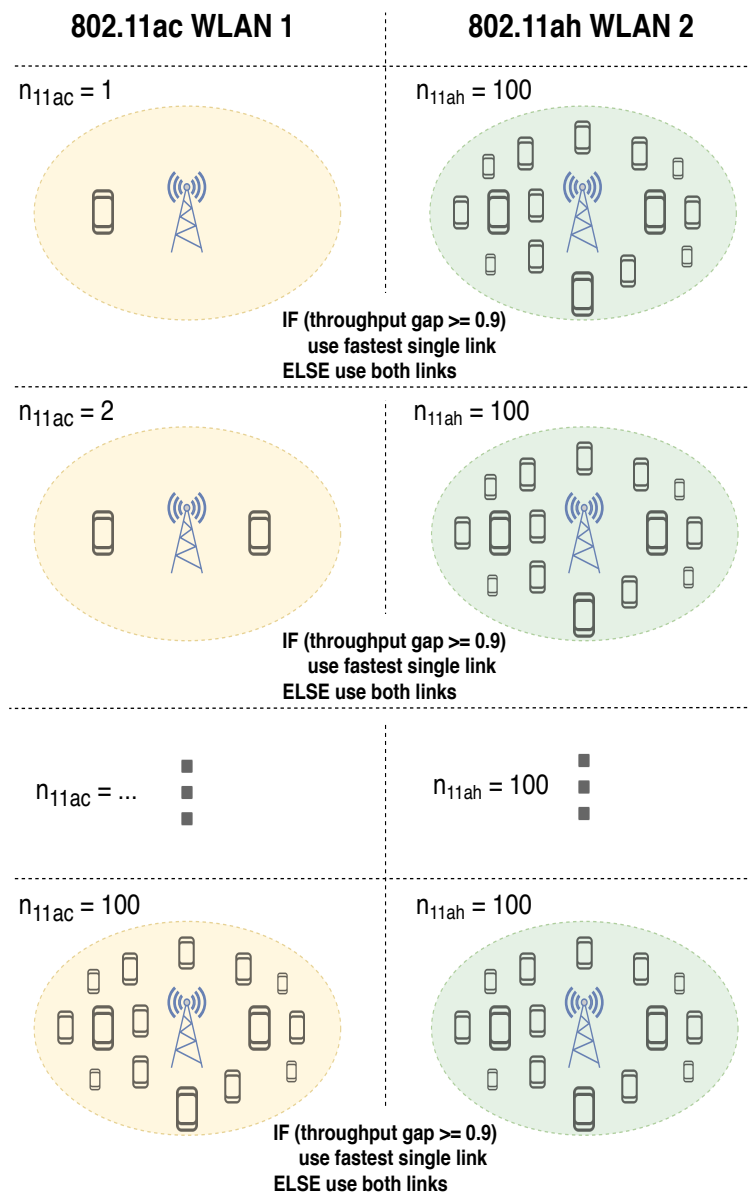 802.11ac WLAN 1
802.11ah WLAN 2
n11ac = 1
n11ah = 100
IF (throughput gap >= 0.9)
use fastest single link
ELSE use both links
n11ac = 2
n11ah = 100
IF (throughput gap >= 0.9)
use fastest single link
ELSE use both links
n11ac = ...
n11ah = 100
n11ac = 100
n11ah = 100
IF (throughput gap >= 0.9)
use fastest single link
ELSE use both links